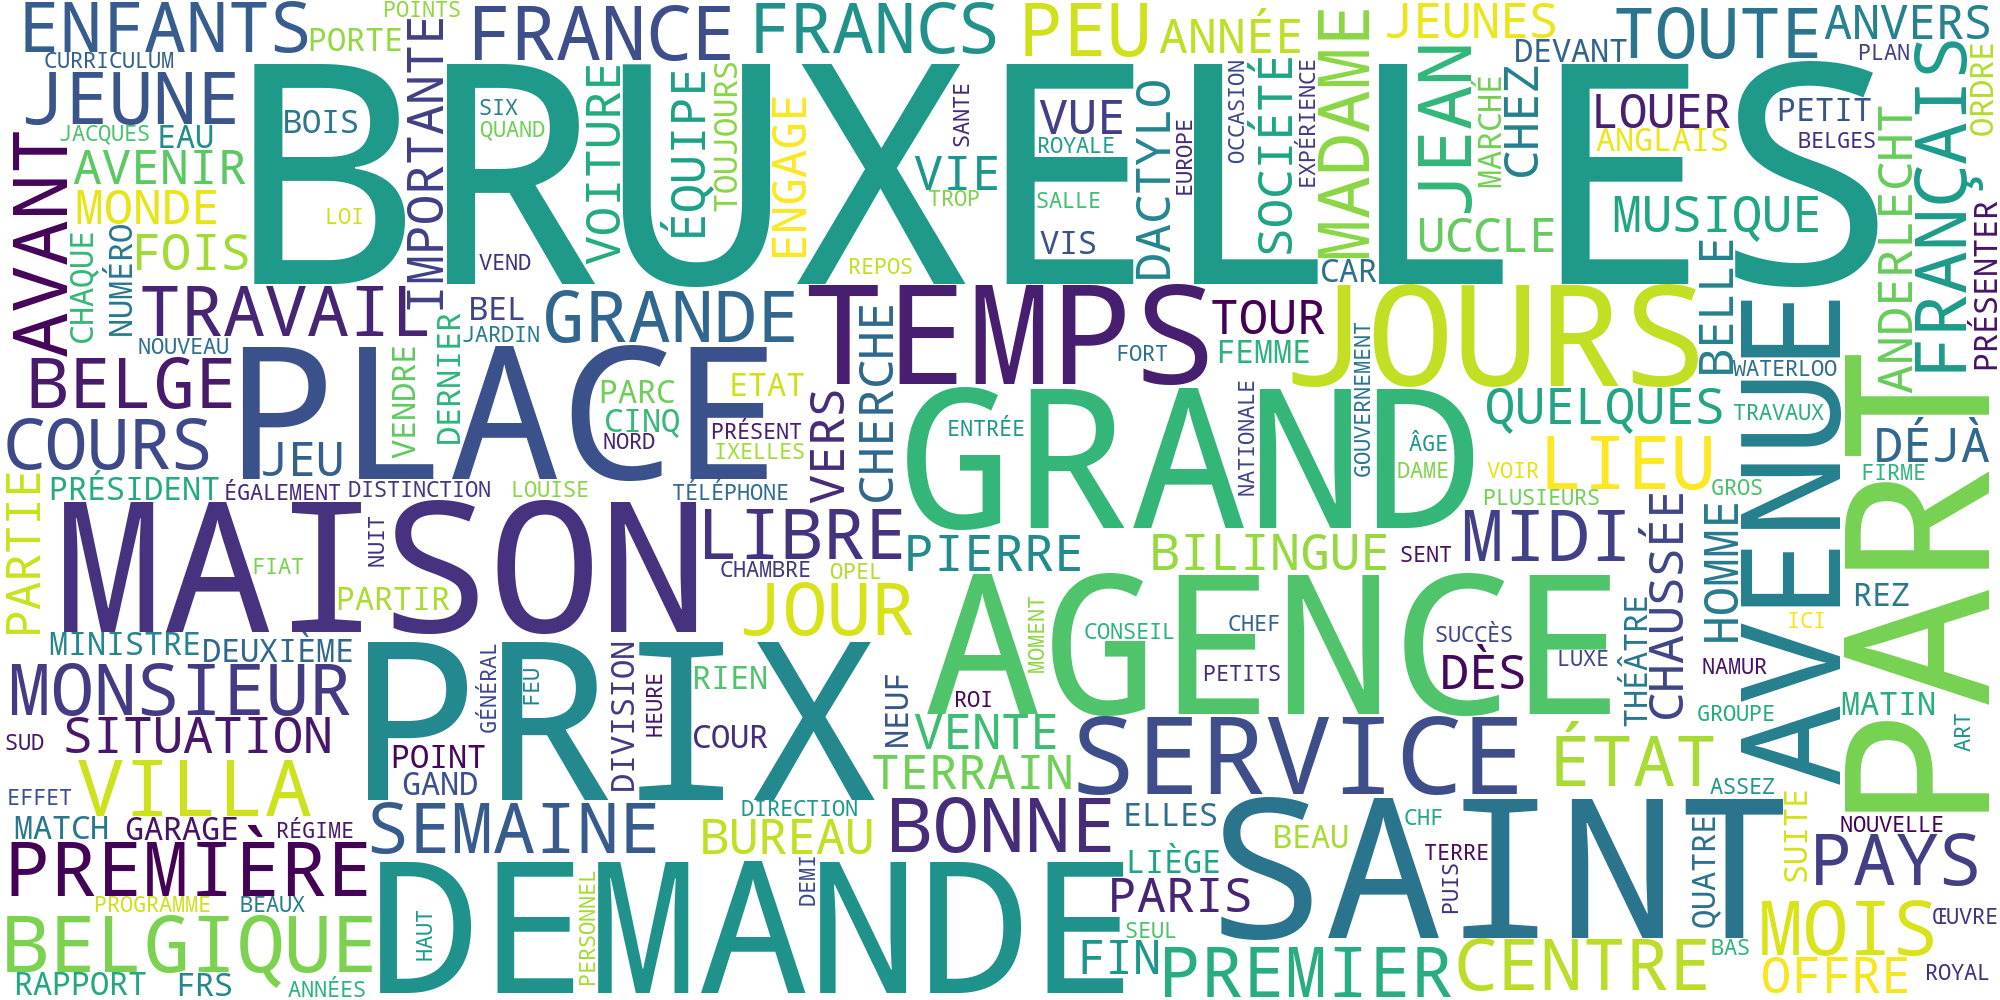 ENFANTS
POINTS
PORTE
FRANCE
FRANCS
PEU
ANNÉE
JEUNES
DEVANT
TOUTE
ANVERS
PLAN
CURRICULUM
JEUNE
IMPORTANTE
BRUXELLES
BOIS
SIX
QUAND
VOITURE
ÉQUIPE
TOUJOURS
ENGAGE
SANTE
VIE
TROP
VUE
ROYALE
SALLE
VIS
DACTYLO
EUROPE
OCCASION
SOCIÉTÉ
EXPÉRIENCE
MADAME
JEAN
MARCHÉ
CHEZ
LOUER
ANGLAIS
PETIT
BELGES
FRANÇAIS
ORDRE
JACQUES
EAU
AVANT
AVENIR
MONDE
LOI
FOIS
CHAQUE
NUMÉRO
VEND
REPOS
CAR
UCCLE
MUSIQUE
ANDERLECHT
PRÉSENTER
TRAVAIL
BEL
JARDIN
GRANDE
TEMPS
TOUR
JOURS
BELLE
AVENUE
NOUVEAU
DERNIER
BELGE
PLACE
VENDRE
PARC
CINQ
NORD
ETAT
PRÉSENT
IXELLES
VERS
CHERCHE
FORT
FEMME
GOUVERNEMENT
WATERLOO
PART
COURS
JEU
GRAND
ENTRÉE
NATIONALE
ÂGE
DAME
QUELQUES
TRAVAUX
VOIR
LIEU
DÉJÀ
FIRME
PARTIE
PRÉSIDENT
ÉGALEMENT
DISTINCTION
LOUISE
TÉLÉPHONE
PLUSIEURS
GROS
MAISON
FIAT
NUIT
PARTIR
LIBRE
CHAMBRE
OPEL
PIERRE
BILINGUE
SENT
MIDI
CHAUSSÉE
HOMME
REZ
ICI
JOUR
AGENCE
MOMENT
CONSEIL
CHEF
PETITS
SUCCÈS
DÈS
LUXE
THÉÂTRE
NAMUR
GROUPE
MATIN
ART
MINISTRE
DEUXIÈME
MONSIEUR
PRIX
GÉNÉRAL
FEU
DIVISION
HEURE
RIEN
COUR
NEUF
ROI
VENTE
SUD
SITUATION
POINT
GAND
TERRAIN
SERVICE
ÉTAT
ASSEZ
EFFET
VILLA
MATCH
GARAGE
RÉGIME
SEMAINE
DIRECTION
BUREAU
BONNE
ELLES
SAINT
BEAU
CHF
TERRE
PUIS
QUATRE
SUITE
NOUVELLE
PAYS
PREMIÈRE
PROGRAMME
BEAUX
DEMANDE
HAUT
PERSONNEL
DEMI
LIÈGE
PARIS
SEUL
BELGIQUE
FIN
PREMIER
CENTRE
BAS
MOIS
ŒUVRE
RAPPORT
FRS
ANNÉES
OFFRE
ROYAL